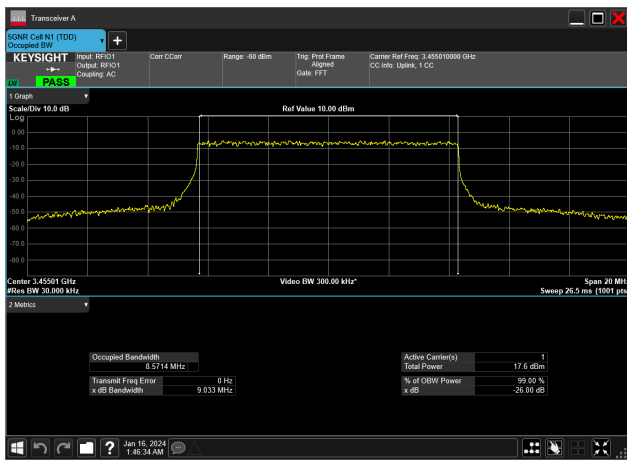 Transceiver A
5GNR Cell N1 (TDD)
Occupied BW
KEYSIGHT
LVI
PASS
Input: RFIO1
Output: RFIO1
Coupling: AC
Corr CCorr
Range: -60 dBm
Trig: Prot Frame
Aligned
Gate: FFT
Carrier Ref Freq: 3.455010000 GHz
CC Info: Uplink, 1 CC
1 Graph
Scale/Div 10.0 dB
Ref Value 10.00 dBm
Log
0.00
-10.0
-20.0
-30.0
-40.0
-50.0
-60.0
-70.0
-80.0
Center 3.45501 GHz
Video BW 300.00 kHz*
Span 20 MHz
#Res BW 30.000 kHz
Sweep 26.5 ms (1001 pts
2 Metrics
Occupied Bandwidth
8.5714 MHz
Active Carrier(s) 1
Total Power 17.6 dBm
Transmit Freq Error 0 Hz
x dB Bandwidth 9.033 MHz
% of OBW Power 99.00 %
x dB -26.00 dB
Jan 16, 2024
1:46:34 AM